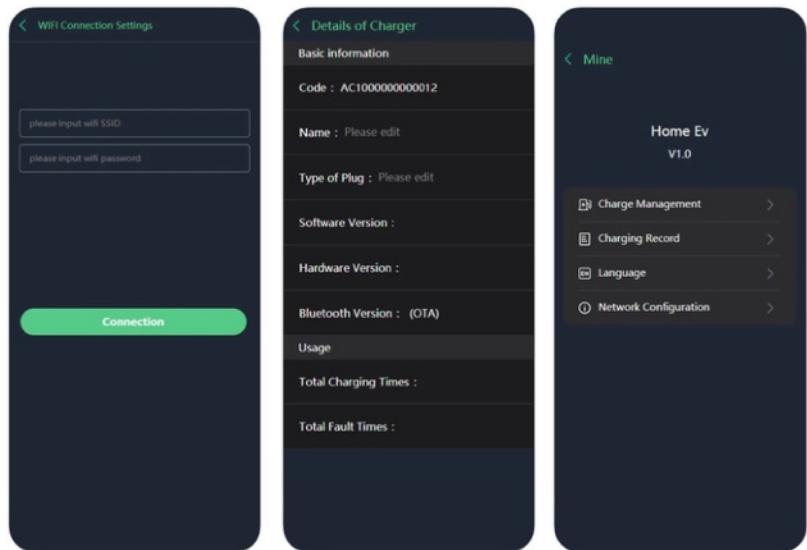 WIFI Connection Settings
please input wifi SSID
please input wifi password
Connection
Details of Charger
Basic information
Code : AC1000000000012
Name : Please edit
Type of Plug : Please edit
Software Version :
Hardware Version :
Bluetooth Version : (OTA)
Usage
Total Charging Times :
Total Fault Times :
Mine
Home Ev
V1.0
Charge Management
Charging Record
EN Language
Network Configuration